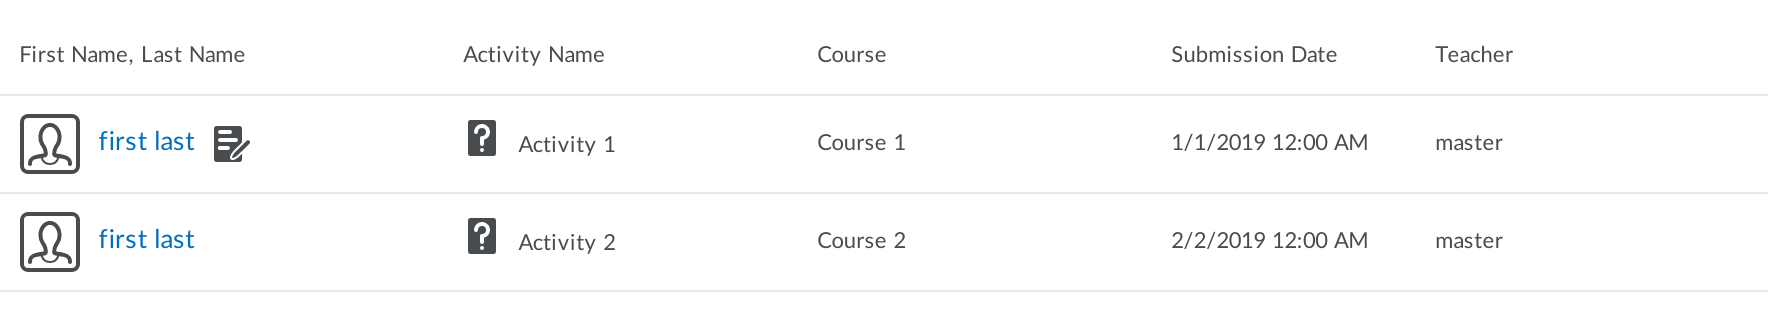 First Name, Last Name Activity Name Course Submission Date Teacher
first last Activity 1 Course 1 1/1/2019 12:00 AM master
first last Activity 2 Course 2 2/2/2019 12:00 AM master